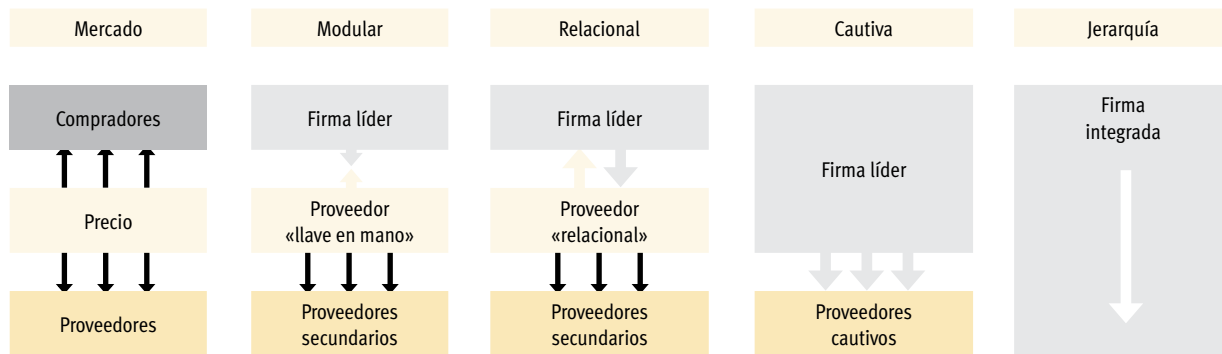 Mercado
Modular
Relacional
Cautiva
Jerarquía
Compradores
Precio
Proveedores
Firma líder
Proveedor
«llave en mano»
Proveedores
secundarios
Firma líder
Proveedor
«relacional»
Proveedores
secundarios
Firma líder
Proveedores
cautivos
Firma
integrada